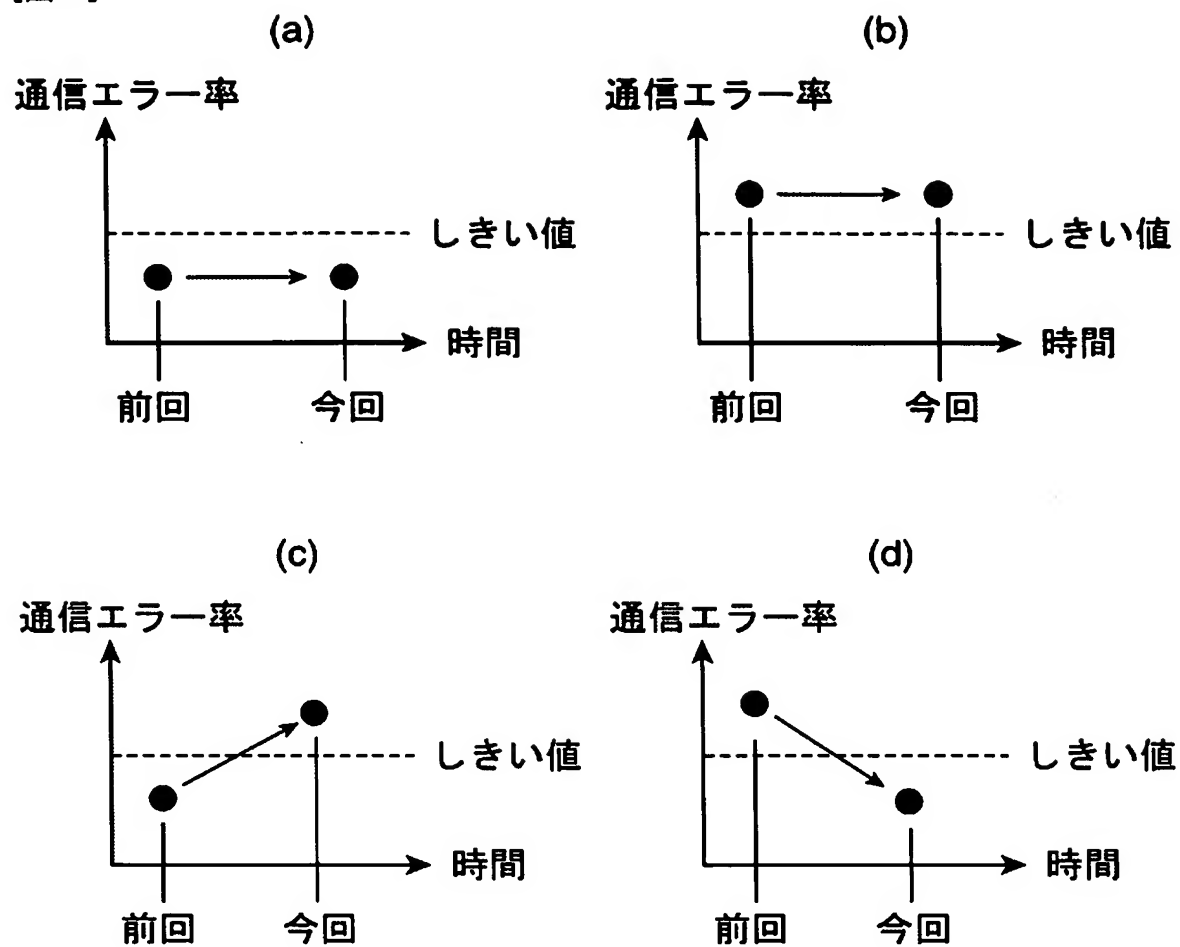 (a)
通信エラー率
しきい値
時間
前回 今回
(b)
通信エラー率
しきい値
時間
前回 今回
(c)
通信エラー率
しきい値
時間
前回 今回
(d)
通信エラー率
しきい値
時間
前回 今回